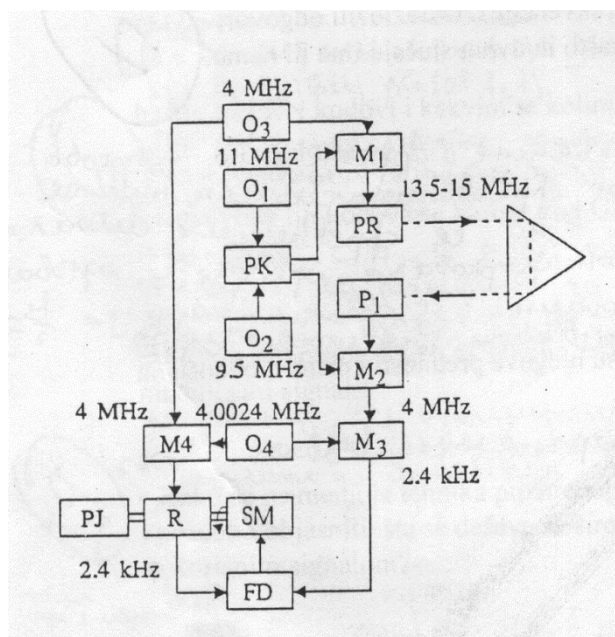 4 MHz
O3
11 MHz
M1
O1
13.5-15 MHz
PR
PK
P1
O2
9.5 MHz
M2
4 MHz
4.0024 MHz
4 MHz
M4
O4
M3
2.4 kHz
PJ
R
SM
2.4 kHz
FD